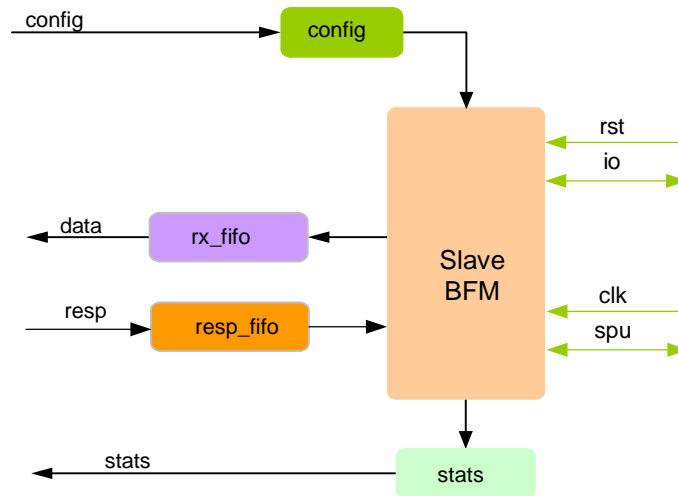 config
config
rst
io
data
rx_fifo
Slave
BFM
resp
resp_fifo
clk
spu
stats
stats